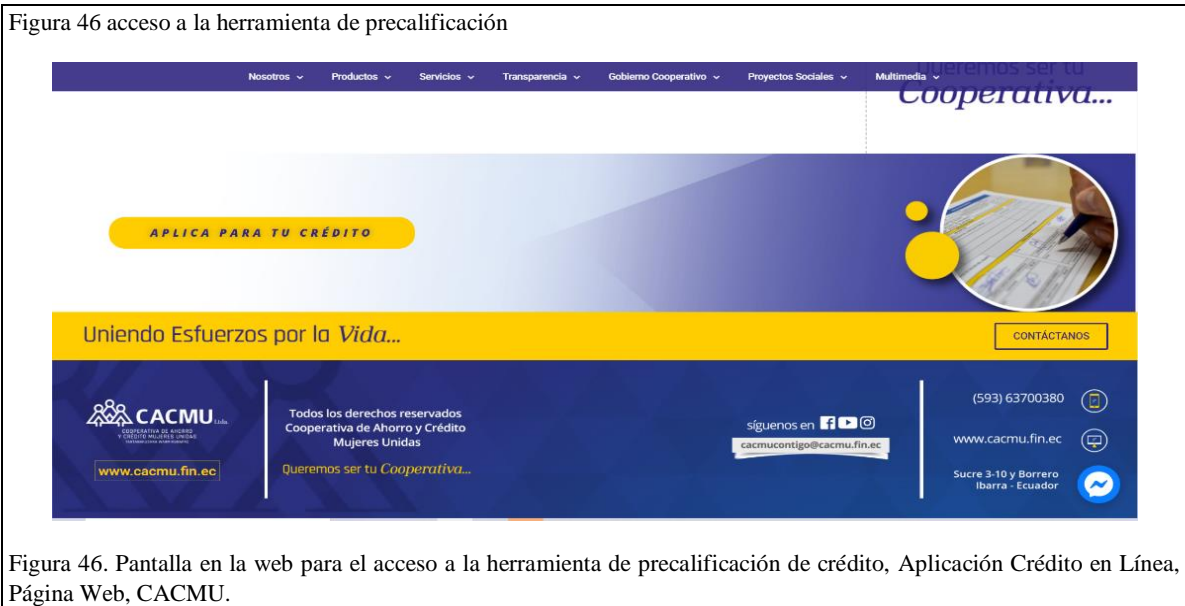 Figura 46 acceso a la herramienta de precalificación
Nosotros Productos Servicios Transparencia Gobierno Cooperativo Proyectos Sociales Multimedia
Queremos ser tu
Cooperativa...
APLICA PARA TU CRÉDITO
Uniendo Esfuerzos por la Vida...
CONTÁCTANOS
CACMU Ltda.
COOPERATIVA DE AHORRO
Y CRÉDITO MUJERES UNIDAS
www.cacmu.fin.ec
Todos los derechos reservados
Cooperativa de Ahorro y Crédito
Mujeres Unidas
Queremos ser tu Cooperativa...
síguenos en
cacmucontigo@cacmu.fin.ec
(593) 63700380
www.cacmu.fin.ec
Sucre 3-10 y Borrero
Ibarra - Ecuador
Figura 46. Pantalla en la web para el acceso a la herramienta de precalificación de crédito, Aplicación Crédito en Línea,
Página Web, CACMU.